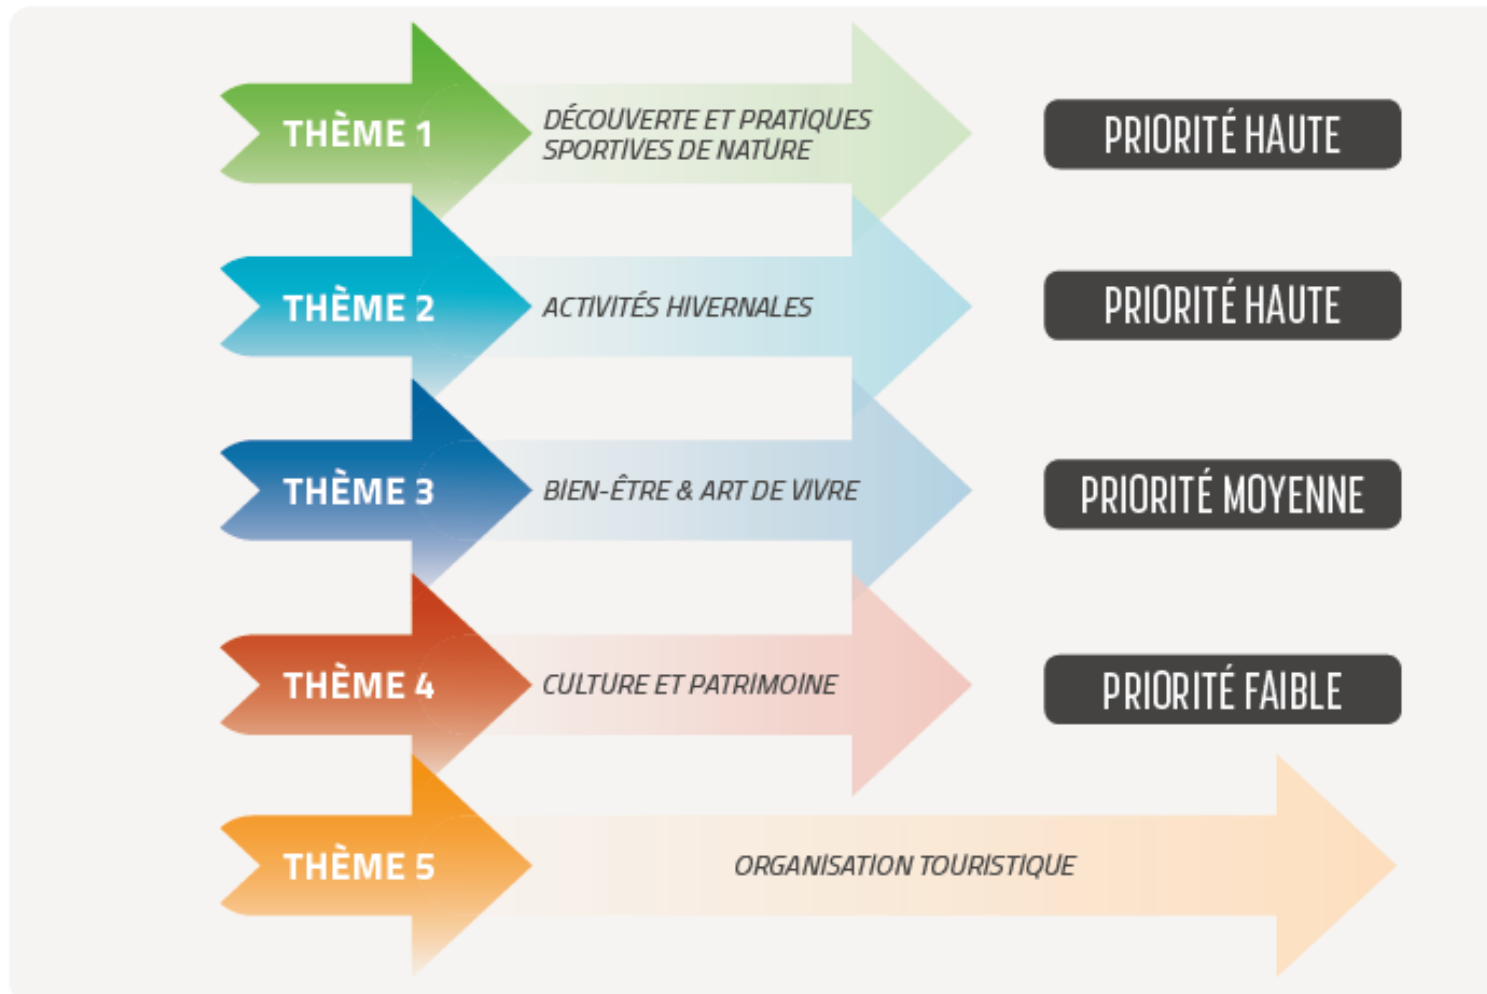 THÈME 1
DÉCOUVERTE ET PRATIQUES
SPORTIVES DE NATURE
PRIORITÉ HAUTE
THÈME 2
ACTIVITÉS HIVERNALES
PRIORITÉ HAUTE
THÈME 3
BIEN-ÊTRE & ART DE VIVRE
PRIORITÉ MOYENNE
THÈME 4
CULTURE ET PATRIMOINE
PRIORITÉ FAIBLE
THÈME 5
ORGANISATION TOURISTIQUE